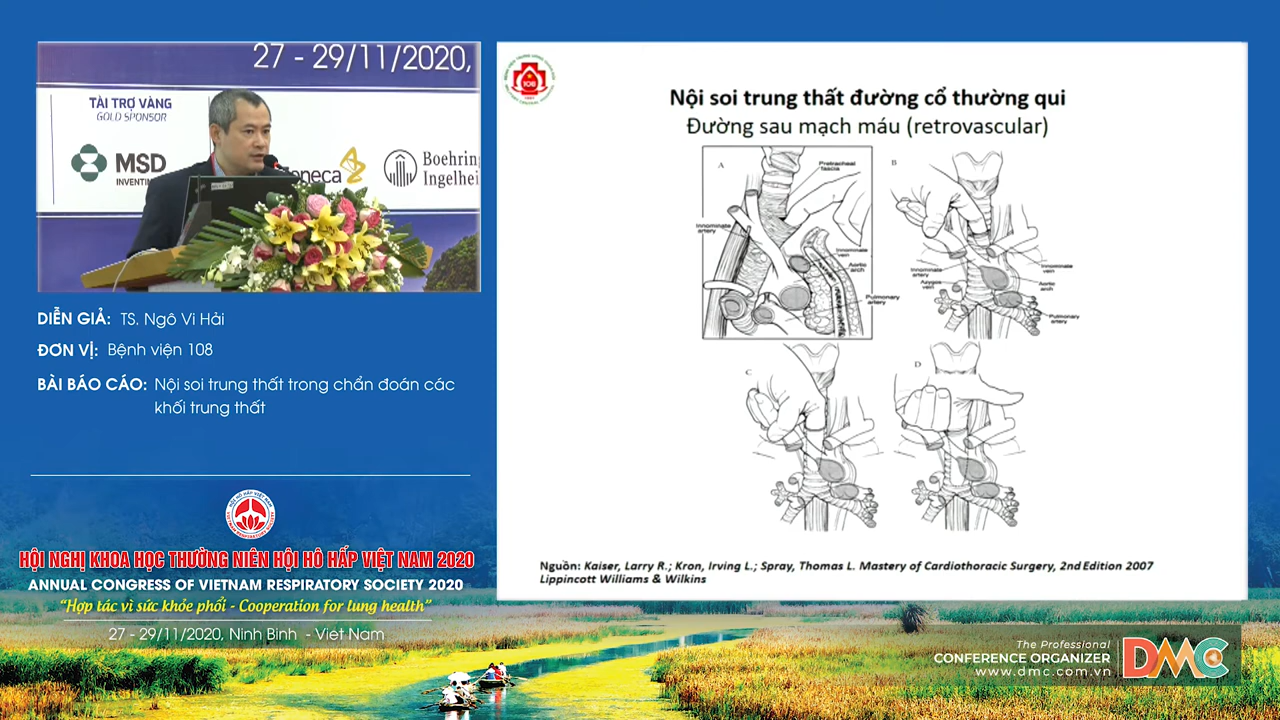 27 - 29/11/2020,
TÀI TRỢ VÀNG
GOLD SPONSOR
MSD
Boehring
Ingelhei
DIỄN GIẢ: TS. Ngô Vi Hải
ĐƠN VỊ: Bệnh viện 108
BÀI BÁO CÁO: Nội soi trung thất trong chẩn đoán các
khối trung thất
HỘI NGHỊ KHOA HỌC THƯỜNG NIÊN HỘI HÔ HẤP VIỆT NAM 2020
ANNUAL CONGRESS OF VIETNAM RESPIRATORY SOCIETY 2020
“Hợp tác vì sức khỏe phổi - Cooperation for lung health”
27 - 29/11/2020, Ninh Bình - Việt Nam
108
Nội soi trung thất đường cổ thường qui
Đường sau mạch máu (retrovascular)
A
Pretracheal
fascia
Innominate
artery
Innominate
vein
Aortic
arch
Pulmonary
artery
B
Innominate
artery
Azygos
vein
Innominate
vein
Aortic
arch
Pulmonary
artery
C
D
Nguồn: Kaiser, Larry R.; Kron, Irving L.; Spray, Thomas L. Mastery of Cardiothoracic Surgery, 2nd Edition 2007
Lippincott Williams & Wilkins
The Professional
CONFERENCE ORGANIZER
www.dmc.com.vn
DMC